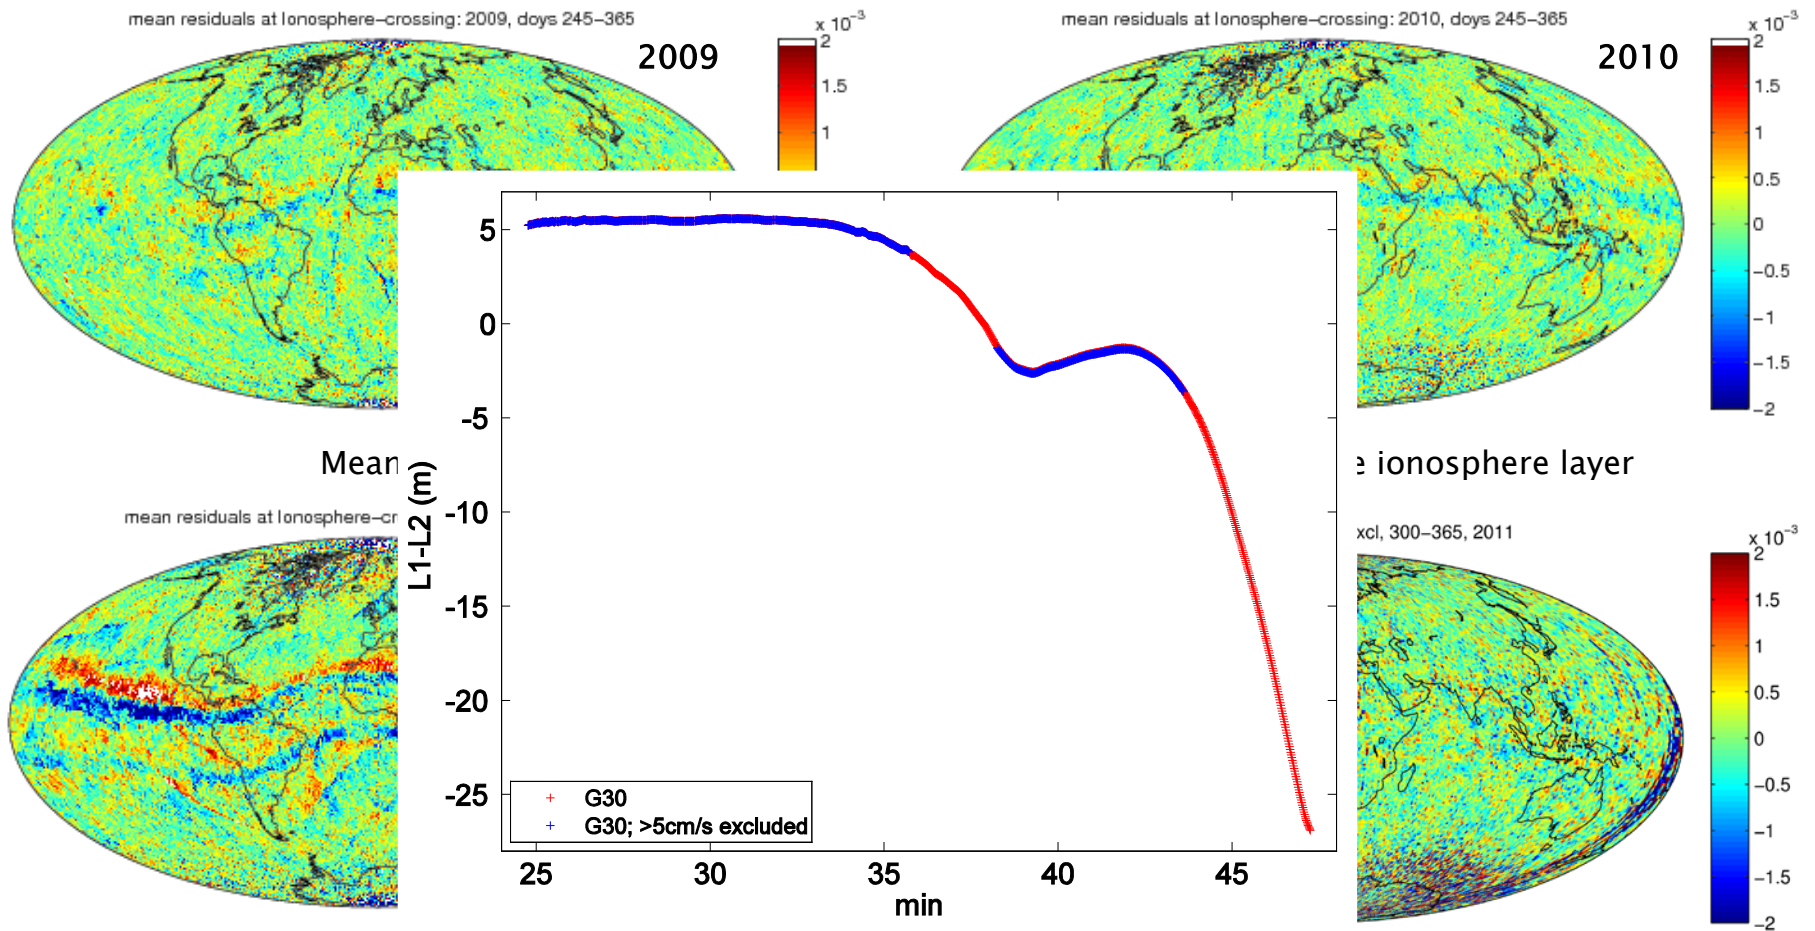 mean residuals at Ionosphere-crossing: 2009, doys 245-365
x 10⁻³
2009
2
1.5
1
mean residuals at Ionosphere-crossing: 2010, doys 245-365
x 10⁻³
2010
2
1.5
1
0.5
0
-0.5
-1
-1.5
-2
Mean
e ionosphere layer
5
0
-5
-10
-15
-20
-25
L1-L2 (m)
G30
G30; >5cm/s excluded
25
30
35
40
45
min
mean residuals at Ionosphere-cr
xcl, 300-365, 2011
x 10⁻³
2
1.5
1
0.5
0
-0.5
-1
-1.5
-2